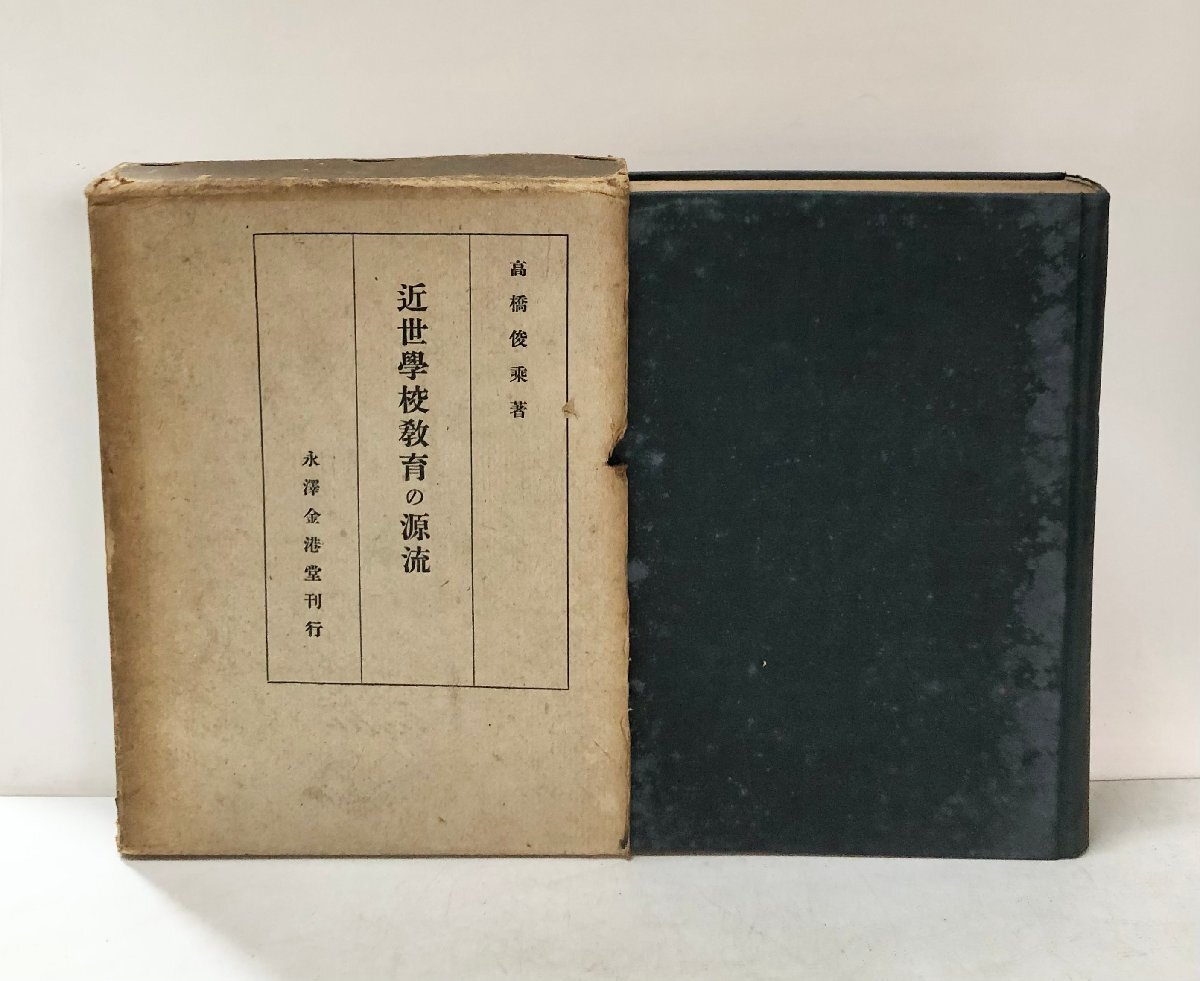 高橋俊乘著
近世學校敎育の源流
永澤金港堂刊行